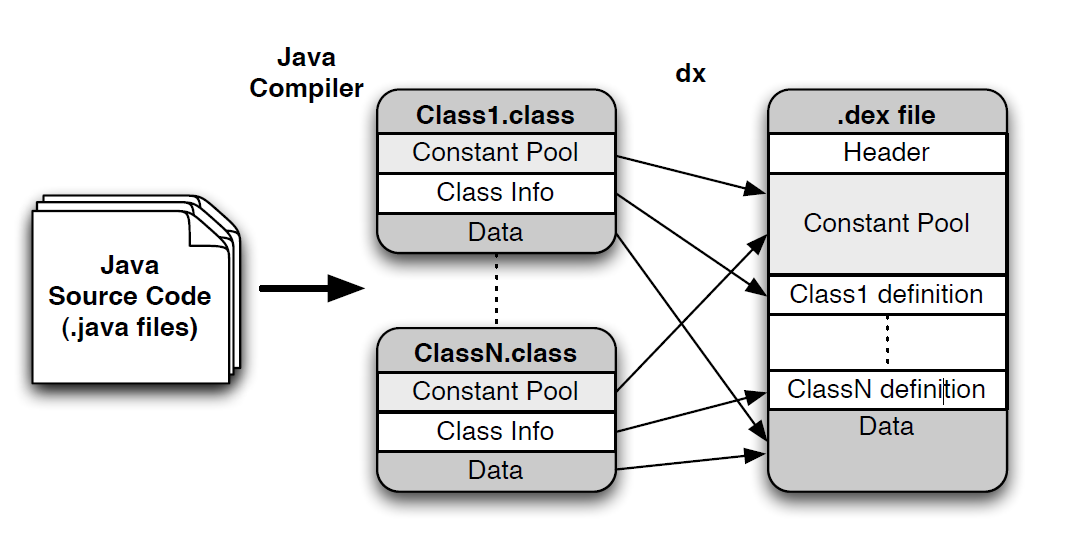 Java
Compiler
dx
Java
Source Code
(.java files)
Class1.class
Constant Pool
Class Info
Data
ClassN.class
Constant Pool
Class Info
Data
.dex file
Header
Constant Pool
Class1 definition
ClassN definition
Data